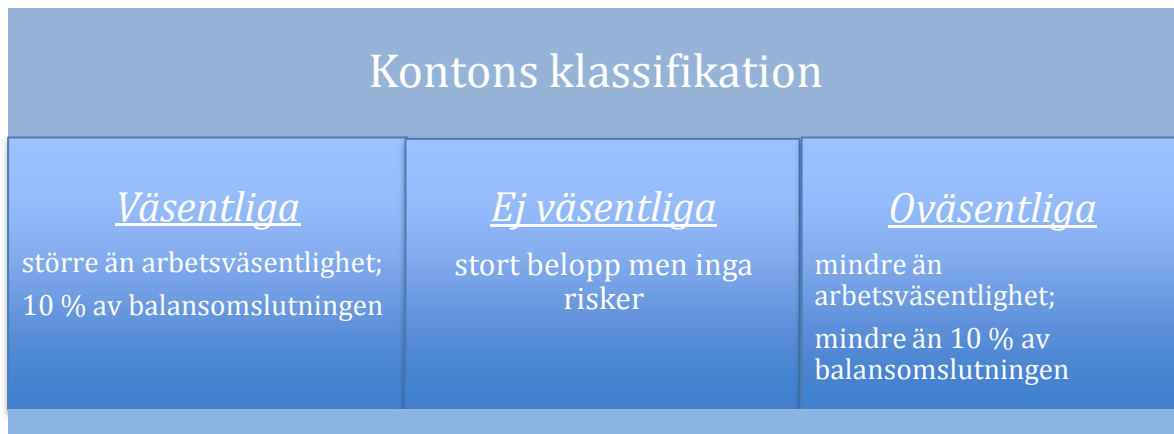 Kontons klassifikation
Väsentliga
större än arbetsväsentlighet;
10 % av balansomslutningen
Ej väsentliga
stort belopp men inga
risker
Oväsentliga
mindre än
arbetsväsentlighet;
mindre än 10 % av
balansomslutningen